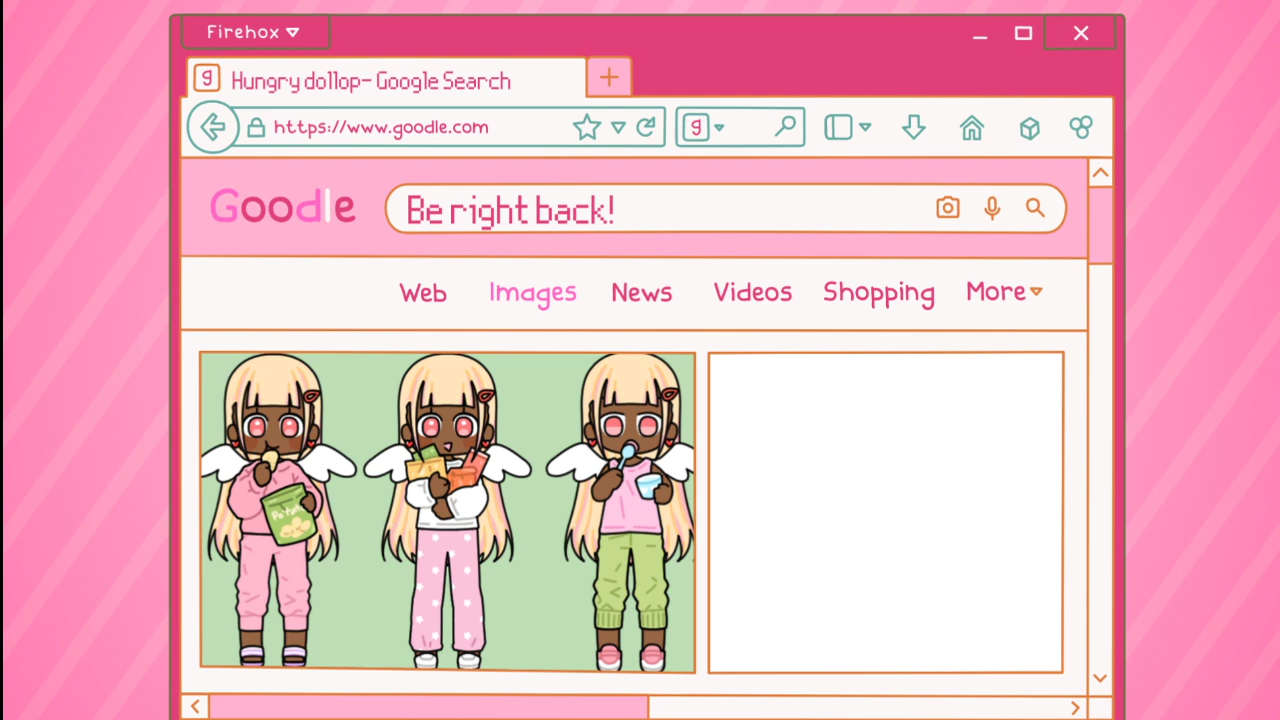 Firehox
g Hungry dollop- Google Search
https://www.goodle.com g
Goodle Be right back!
Web Images News Videos Shopping More